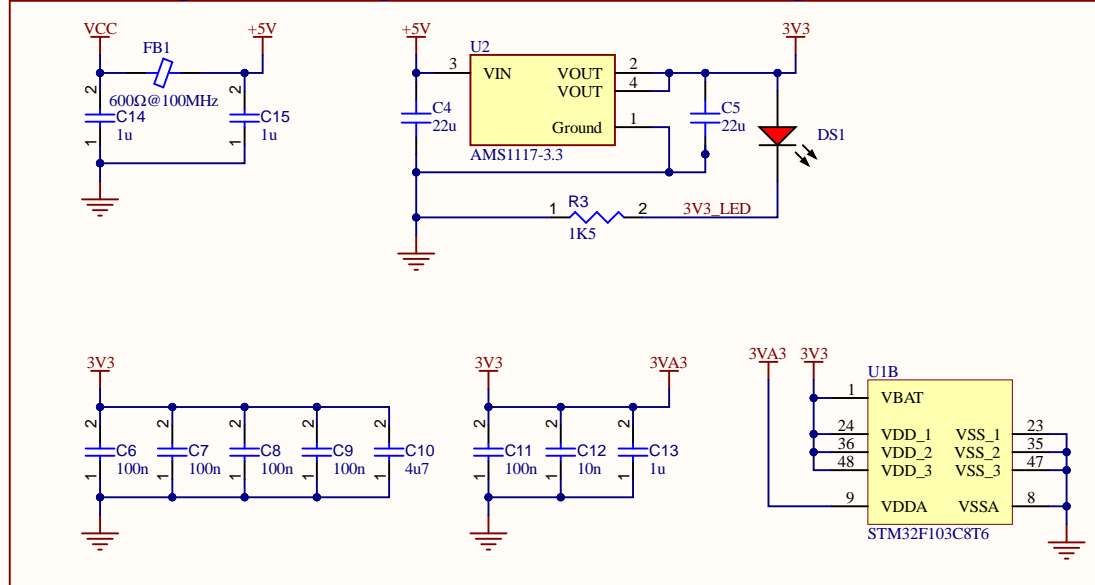 VCC
FB1
+5V
600Ω@100MHz
2
C14
1u
1
2
C15
1u
1
+5V
C4
22u
U2
3
VIN
VOUT
2
VOUT
4
Ground
1
AMS1117-3.3
C5
22u
3V3
DS1
1
R3
2
1K5
3V3_LED
3V3
2
C6
100n
1
2
C7
100n
1
2
C8
100n
1
2
C9
100n
1
2
C10
4u7
1
3V3
3VA3
2
C11
100n
1
2
C12
10n
1
2
C13
1u
1
3VA3
3V3
U1B
1
VBAT
24
VDD_1
VSS_1
23
36
VDD_2
VSS_2
35
48
VDD_3
VSS_3
47
9
VDDA
VSSA
8
STM32F103C8T6